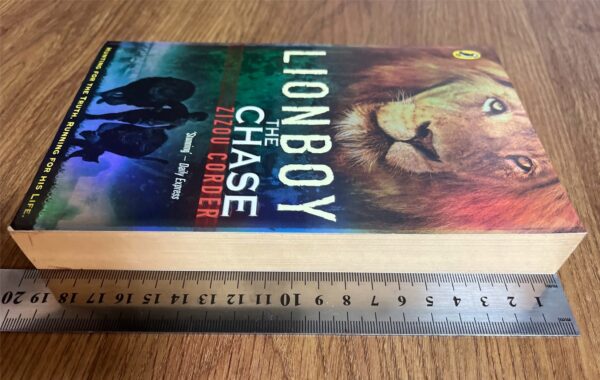 LIONBOY
THE
CHASE
ZIZOU CORDER
'Stunning' – Daily Express
HUNTING FOR THE TRUTH. RUNNING FOR HIS LIFE.
1 2 3 4 5 6 7 8 9 10 11 12 13 14 15 16 17 18 19 20